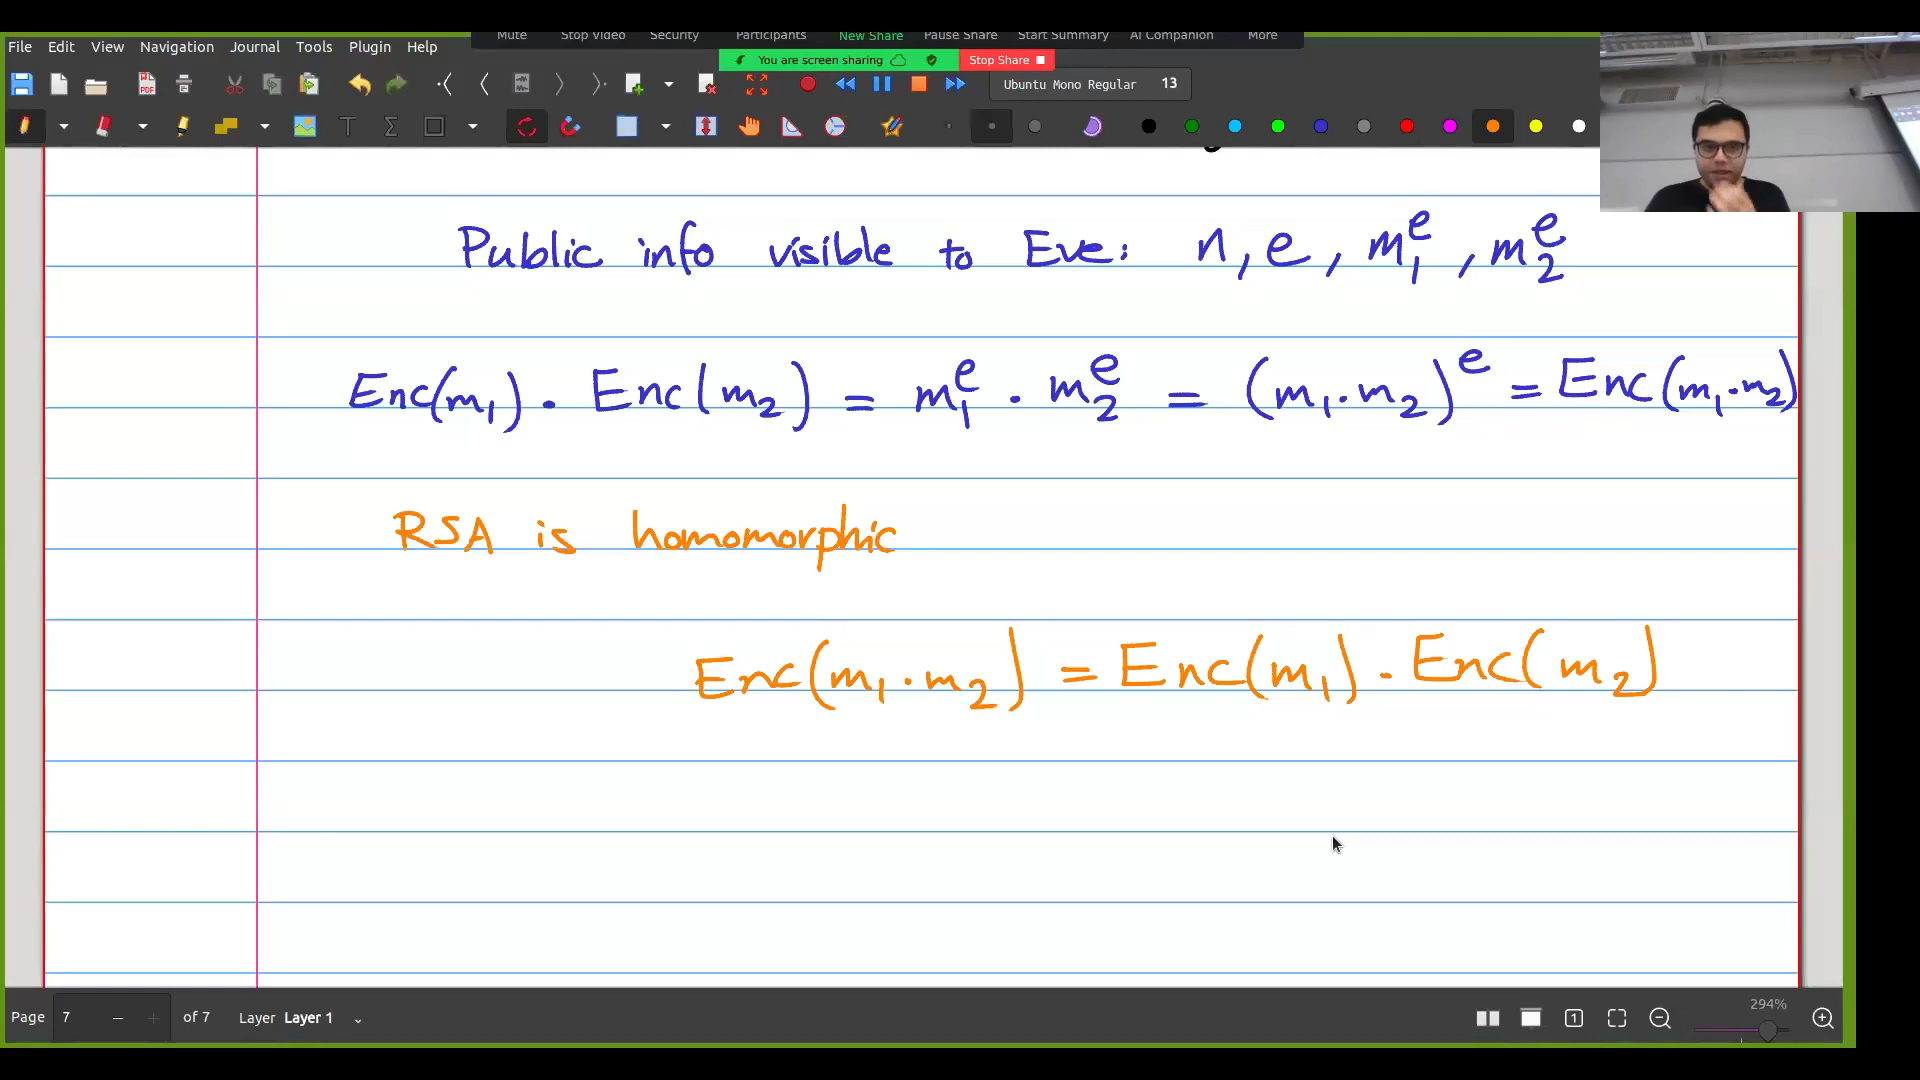 Mute Stop Video Security Participants New Share Pause Share Start Summary AI Companion More
File Edit View Navigation Journal Tools Plugin Help
You are screen sharing Stop Share
Ubuntu Mono Regular 13
Public info visible to Eve: n, e, m₁ᵉ, m₂ᵉ
Enc(m₁) · Enc(m₂) = m₁ᵉ · m₂ᵉ = (m₁·m₂)ᵉ = Enc(m₁·m₂)
RSA is homomorphic
Enc(m₁·m₂) = Enc(m₁) · Enc(m₂)
Page 7 of 7 Layer Layer 1 294%